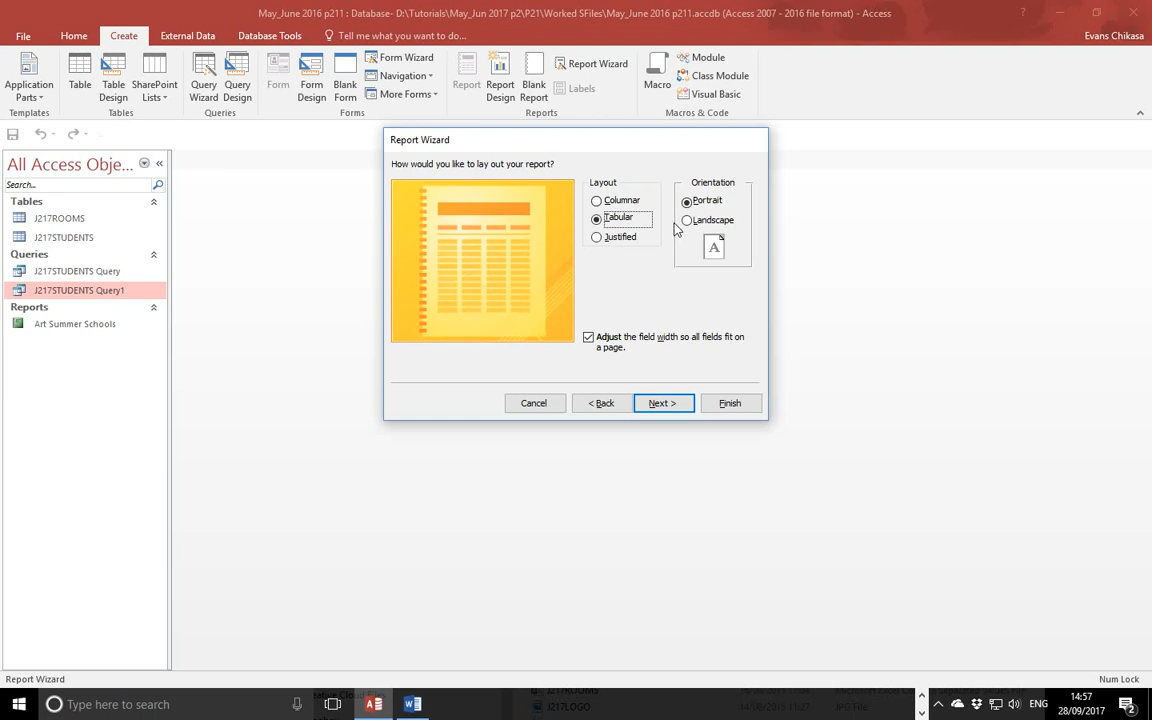 May_June 2016 p211 : Database- D:\Tutorials\May_Jun 2017 p2\P21\Worked SFiles\May_June 2016 p211.accdb (Access 2007 - 2016 file format) - Access
File Home Create External Data Database Tools Tell me what you want to do... Evans Chikasa
Application Parts
Table
Table Design
SharePoint Lists
Query Wizard
Query Design
Form
Form Design
Blank Form
Form Wizard
Navigation
More Forms
Report
Report Design
Blank Report
Report Wizard
Labels
Macro
Module
Class Module
Visual Basic
Templates Tables Queries Forms Reports Macros & Code
All Access Obje...
Search...
Tables
J217ROOMS
J217STUDENTS
Queries
J217STUDENTS Query
J217STUDENTS Query1
Reports
Art Summer Schools
Report Wizard
How would you like to lay out your report?
Layout
Columnar
Tabular
Justified
Orientation
Portrait
Landscape
A
Adjust the field width so all fields fit on
a page.
Cancel < Back Next > Finish
Report Wizard Num Lock
Type here to search
J217LOGO
JPG File
ENG
14:57
28/09/2017
2